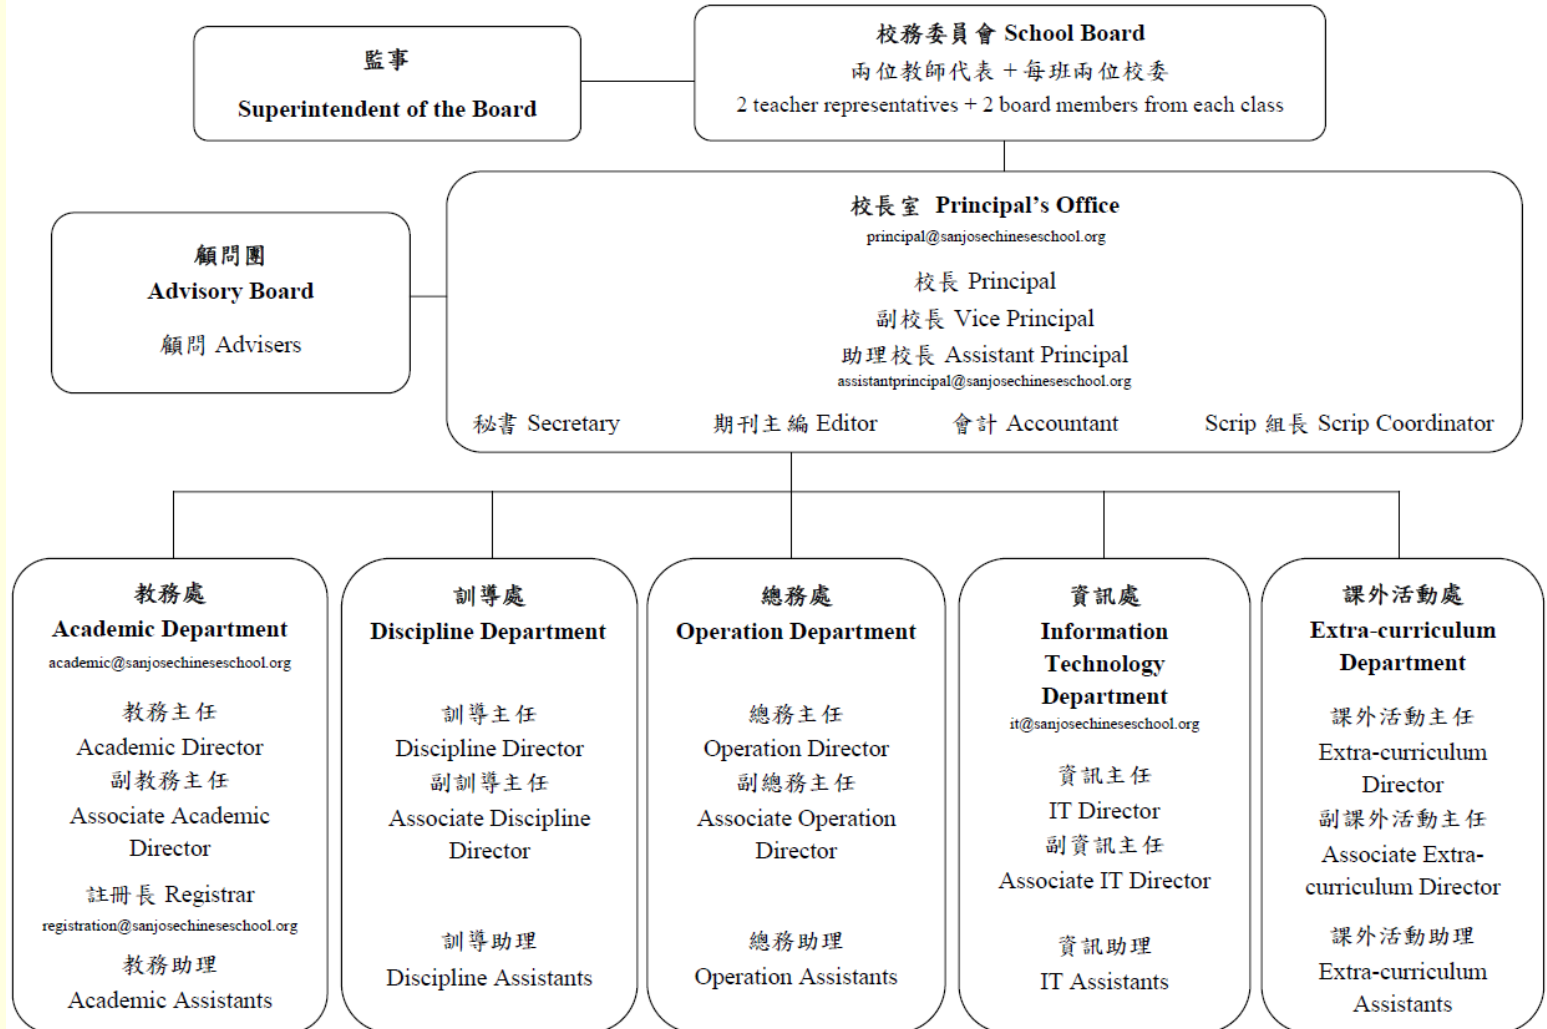 監事
Superintendent of the Board
校務委員會 School Board
兩位教師代表 + 每班兩位校委
2 teacher representatives + 2 board members from each class
顧問團
Advisory Board
顧問 Advisers
校長室 Principal’s Office
principal@sanjosechineseschool.org
校長 Principal
副校長 Vice Principal
助理校長 Assistant Principal
assistantprincipal@sanjosechineseschool.org
秘書 Secretary
期刊主編 Editor
會計 Accountant
Scrip 組長 Scrip Coordinator
教務處
Academic Department
academic@sanjosechineseschool.org
教務主任
Academic Director
副教務主任
Associate Academic
Director
註冊長 Registrar
registration@sanjosechineseschool.org
教務助理
Academic Assistants
訓導處
Discipline Department
訓導主任
Discipline Director
副訓導主任
Associate Discipline
Director
訓導助理
Discipline Assistants
總務處
Operation Department
總務主任
Operation Director
副總務主任
Associate Operation
Director
總務助理
Operation Assistants
資訊處
Information
Technology
Department
it@sanjosechineseschool.org
資訊主任
IT Director
副資訊主任
Associate IT Director
資訊助理
IT Assistants
課外活動處
Extra-curriculum
Department
課外活動主任
Extra-curriculum
Director
副課外活動主任
Associate Extra-
curriculum Director
課外活動助理
Extra-curriculum
Assistants